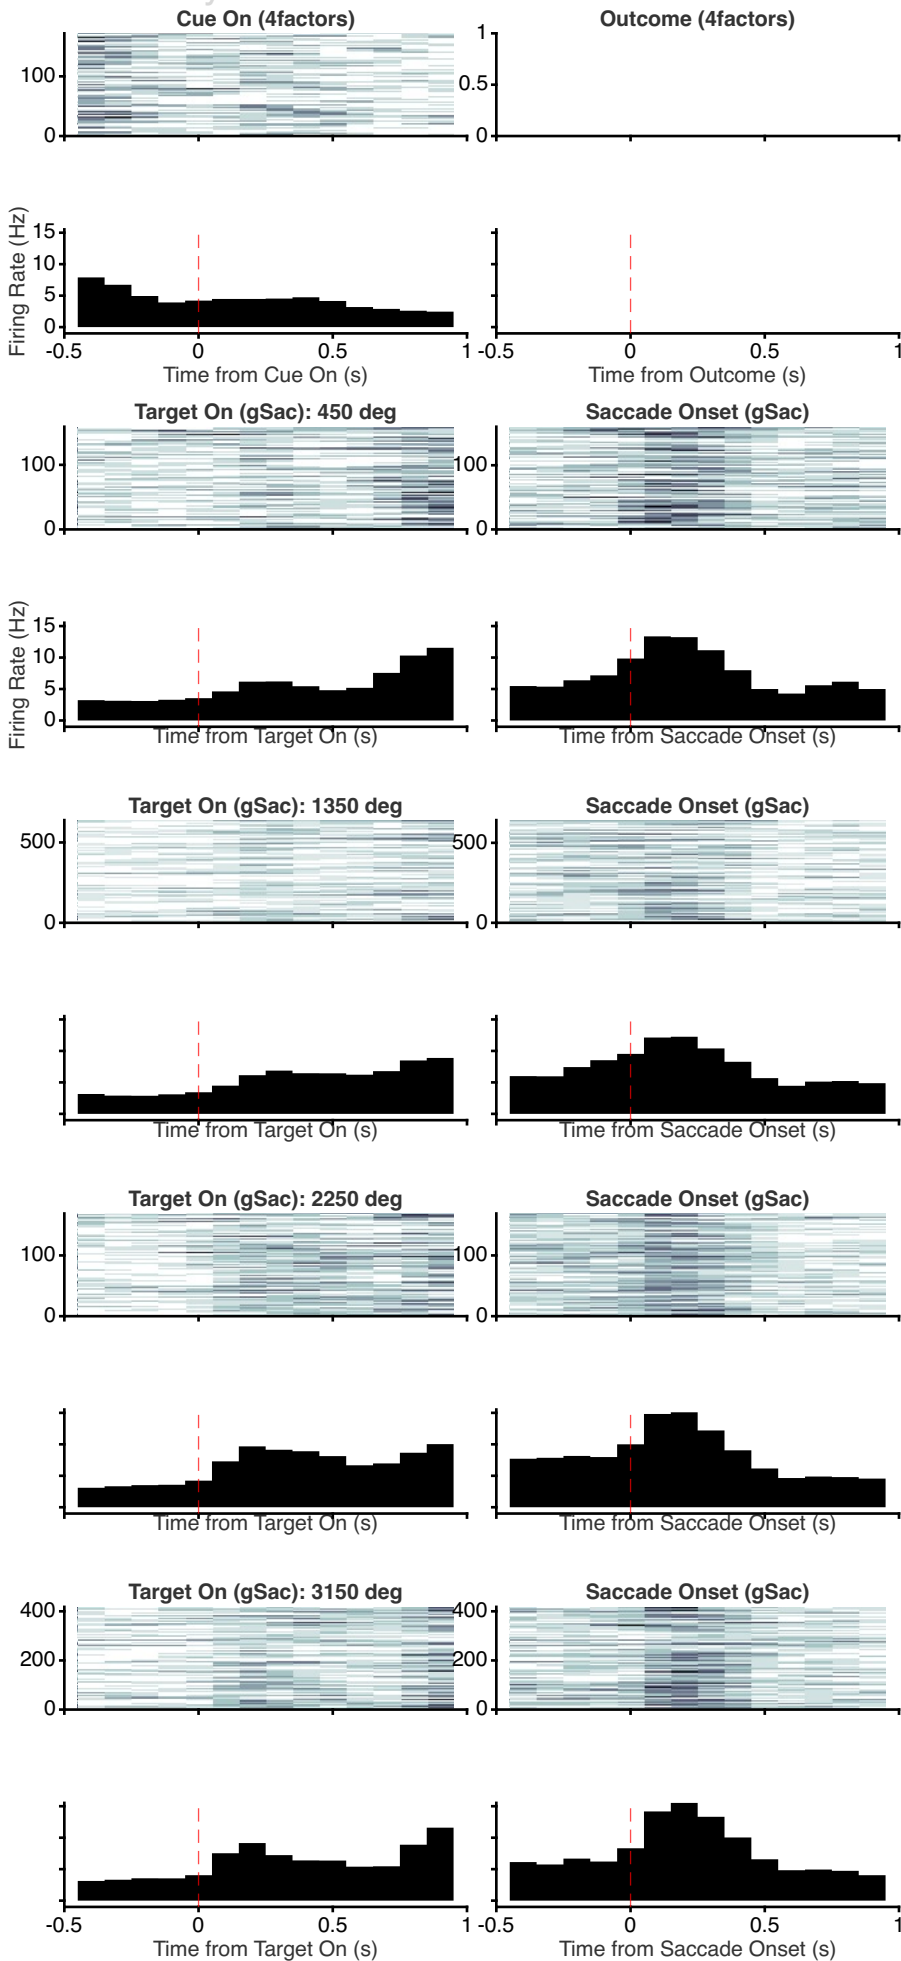 Cue On (4factors)
Outcome (4factors)
100
0
1
0.5
0
Firing Rate (Hz)
15
10
5
0
-0.5
0
0.5
1
Time from Cue On (s)
-0.5
0
0.5
1
Time from Outcome (s)
Target On (gSac): 450 deg
Saccade Onset (gSac)
100
0
100
0
Firing Rate (Hz)
15
10
5
0
Time from Target On (s)
Time from Saccade Onset (s)
Target On (gSac): 1350 deg
Saccade Onset (gSac)
500
0
500
0
Time from Target On (s)
Time from Saccade Onset (s)
Target On (gSac): 2250 deg
Saccade Onset (gSac)
100
0
100
0
Time from Target On (s)
Time from Saccade Onset (s)
Target On (gSac): 3150 deg
Saccade Onset (gSac)
400
200
0
400
200
0
-0.5
0
0.5
1
Time from Target On (s)
-0.5
0
0.5
1
Time from Saccade Onset (s)